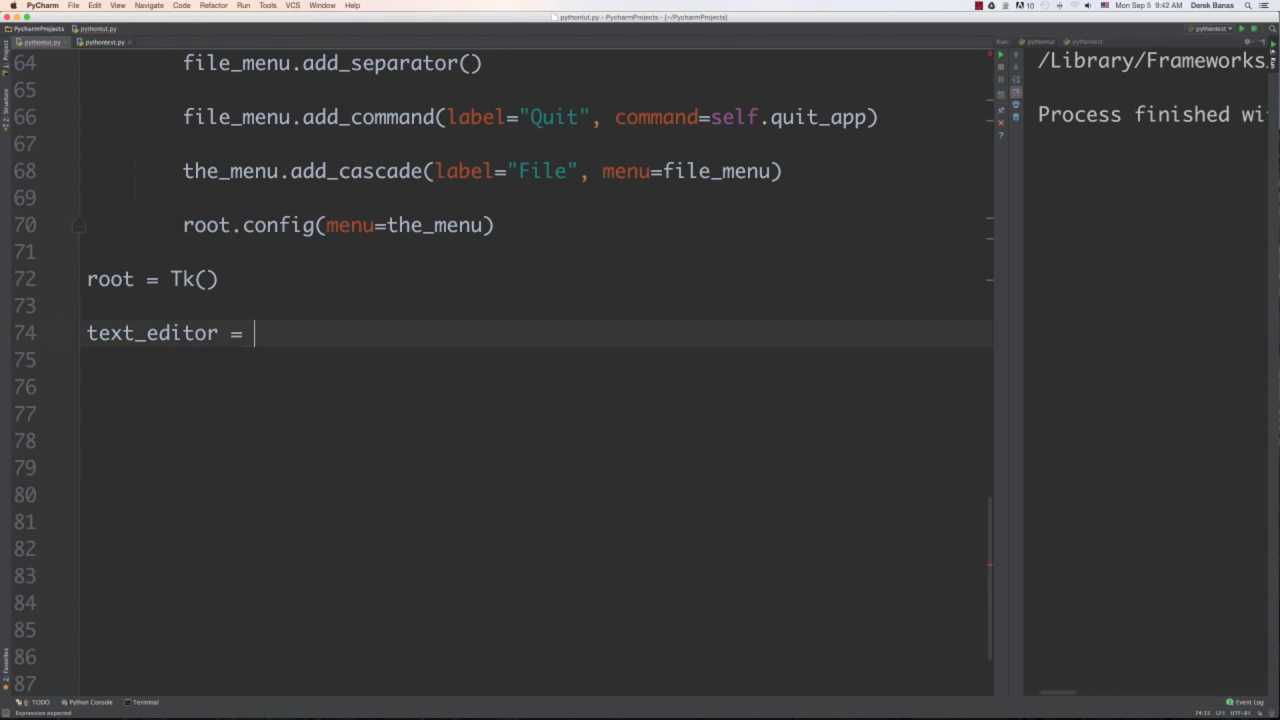 PyCharm File Edit View Navigate Code Refactor Run Tools VCS Window Help 10 Mon Sep 5 9:42 AM Derek Banas
pythontut.py - PycharmProjects - [~/PycharmProjects]
PycharmProjects pythontut.py pythontest
pythontut.py pythontest.py Run: pythontut pythontest
64 file_menu.add_separator()
65
66 file_menu.add_command(label="Quit", command=self.quit_app)
67
68 the_menu.add_cascade(label="File", menu=file_menu)
69
70 root.config(menu=the_menu)
71
72 root = Tk()
73
74 text_editor =
75
76
77
78
79
80
81
82
83
84
85
86
87
/Library/Frameworks
Process finished wi
1: Project
7: Structure
2: Favorites
Run
6: TODO Python Console Terminal Event Log
Expression expected 74:15 LF: UTF-8: